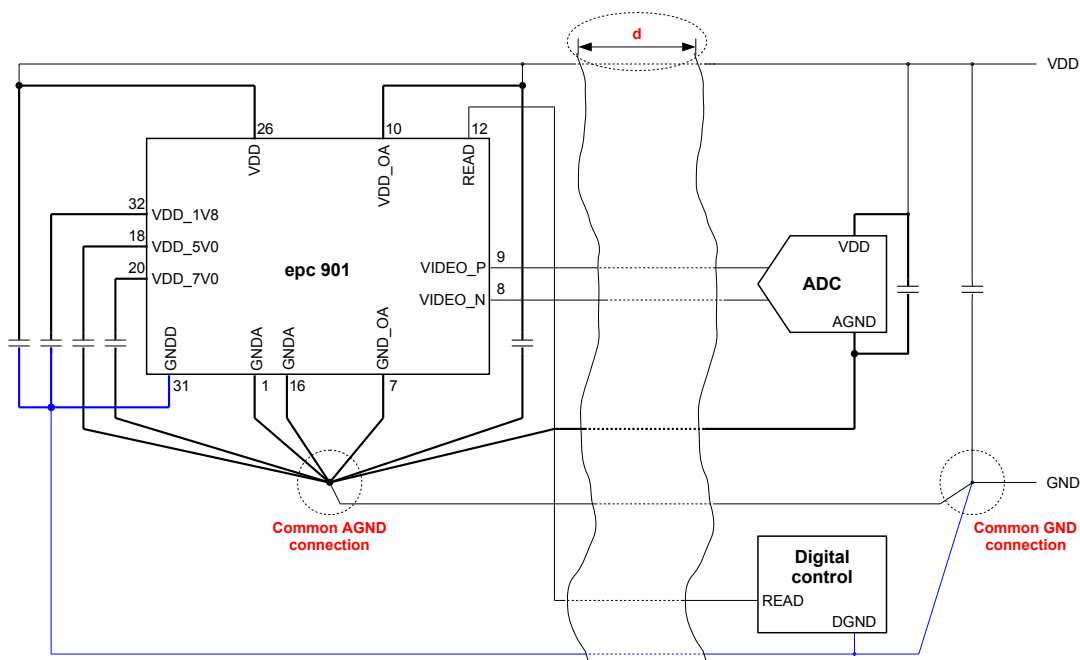 d
VDD
26
10
12
VDD
VDD_OA
READ
32
VDD_1V8
18
VDD_5V0
20
VDD_7V0
epc 901
VIDEO_P
9
VIDEO_N
8
VDD
ADC
AGND
GNDD
GNDA
GNDA
GND_OA
31
1
16
7
GND
Common AGND
connection
Common GND
connection
Digital
control
READ
DGND